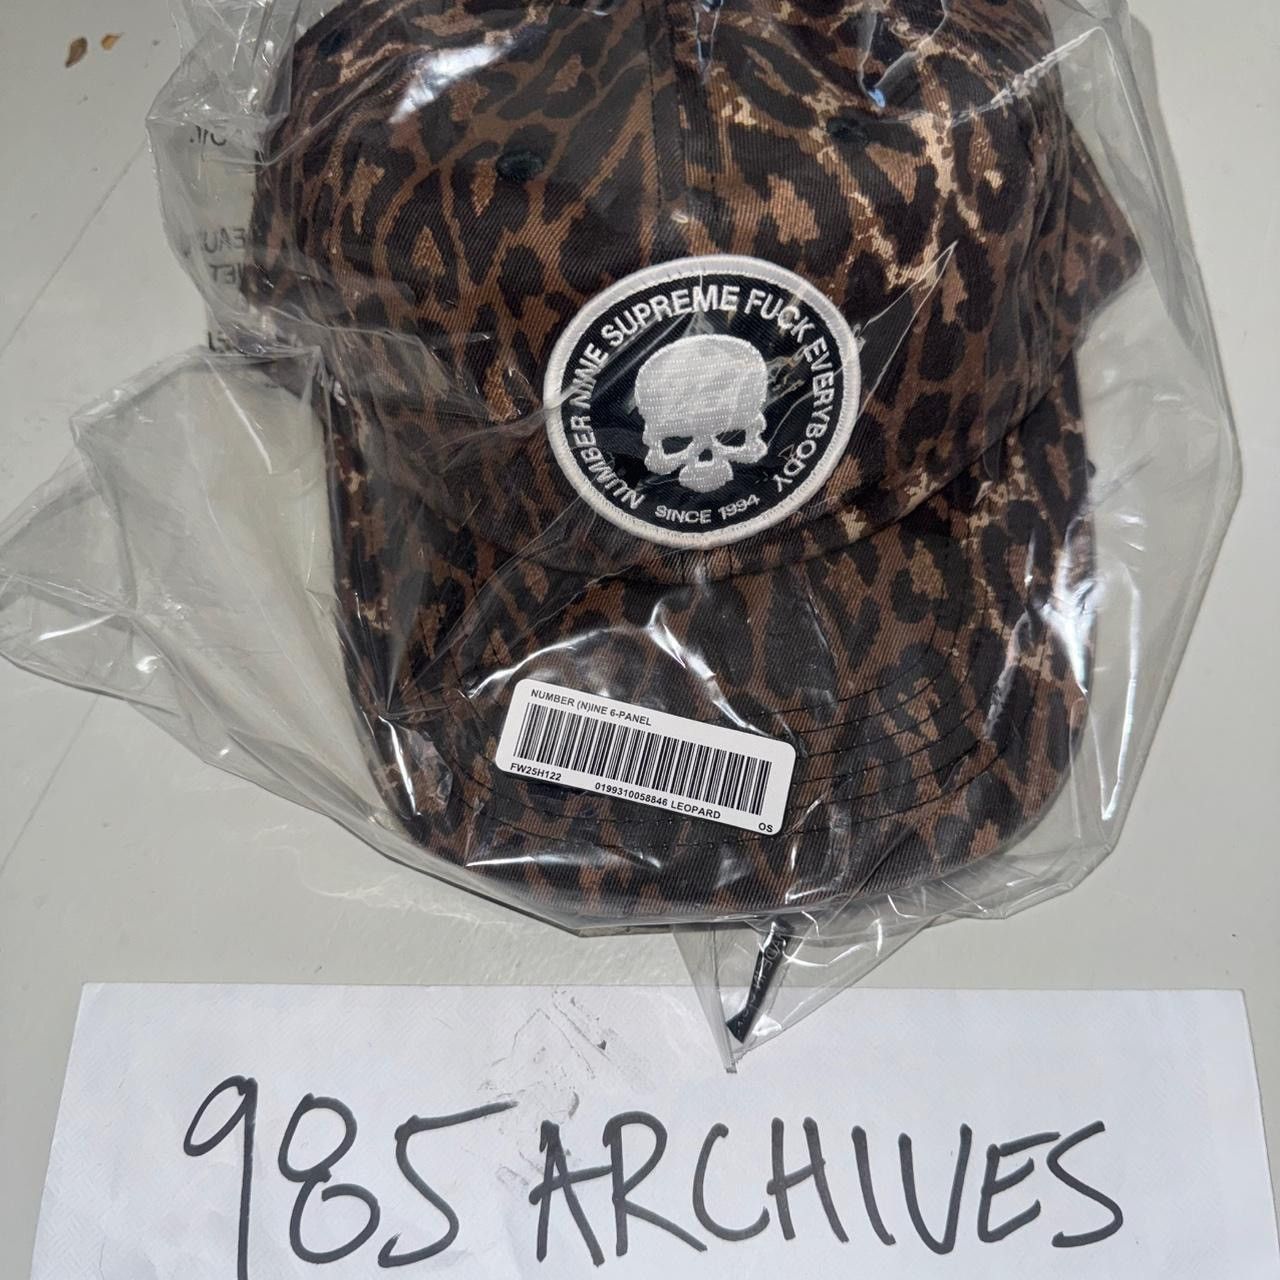 NUMBER NINE SUPREME FUCK EVERYBODY
SINCE 1994
NUMBER (N)INE 6-PANEL
FW25H122
0199310058846 LEOPARD
OS
985 ARCHIVES